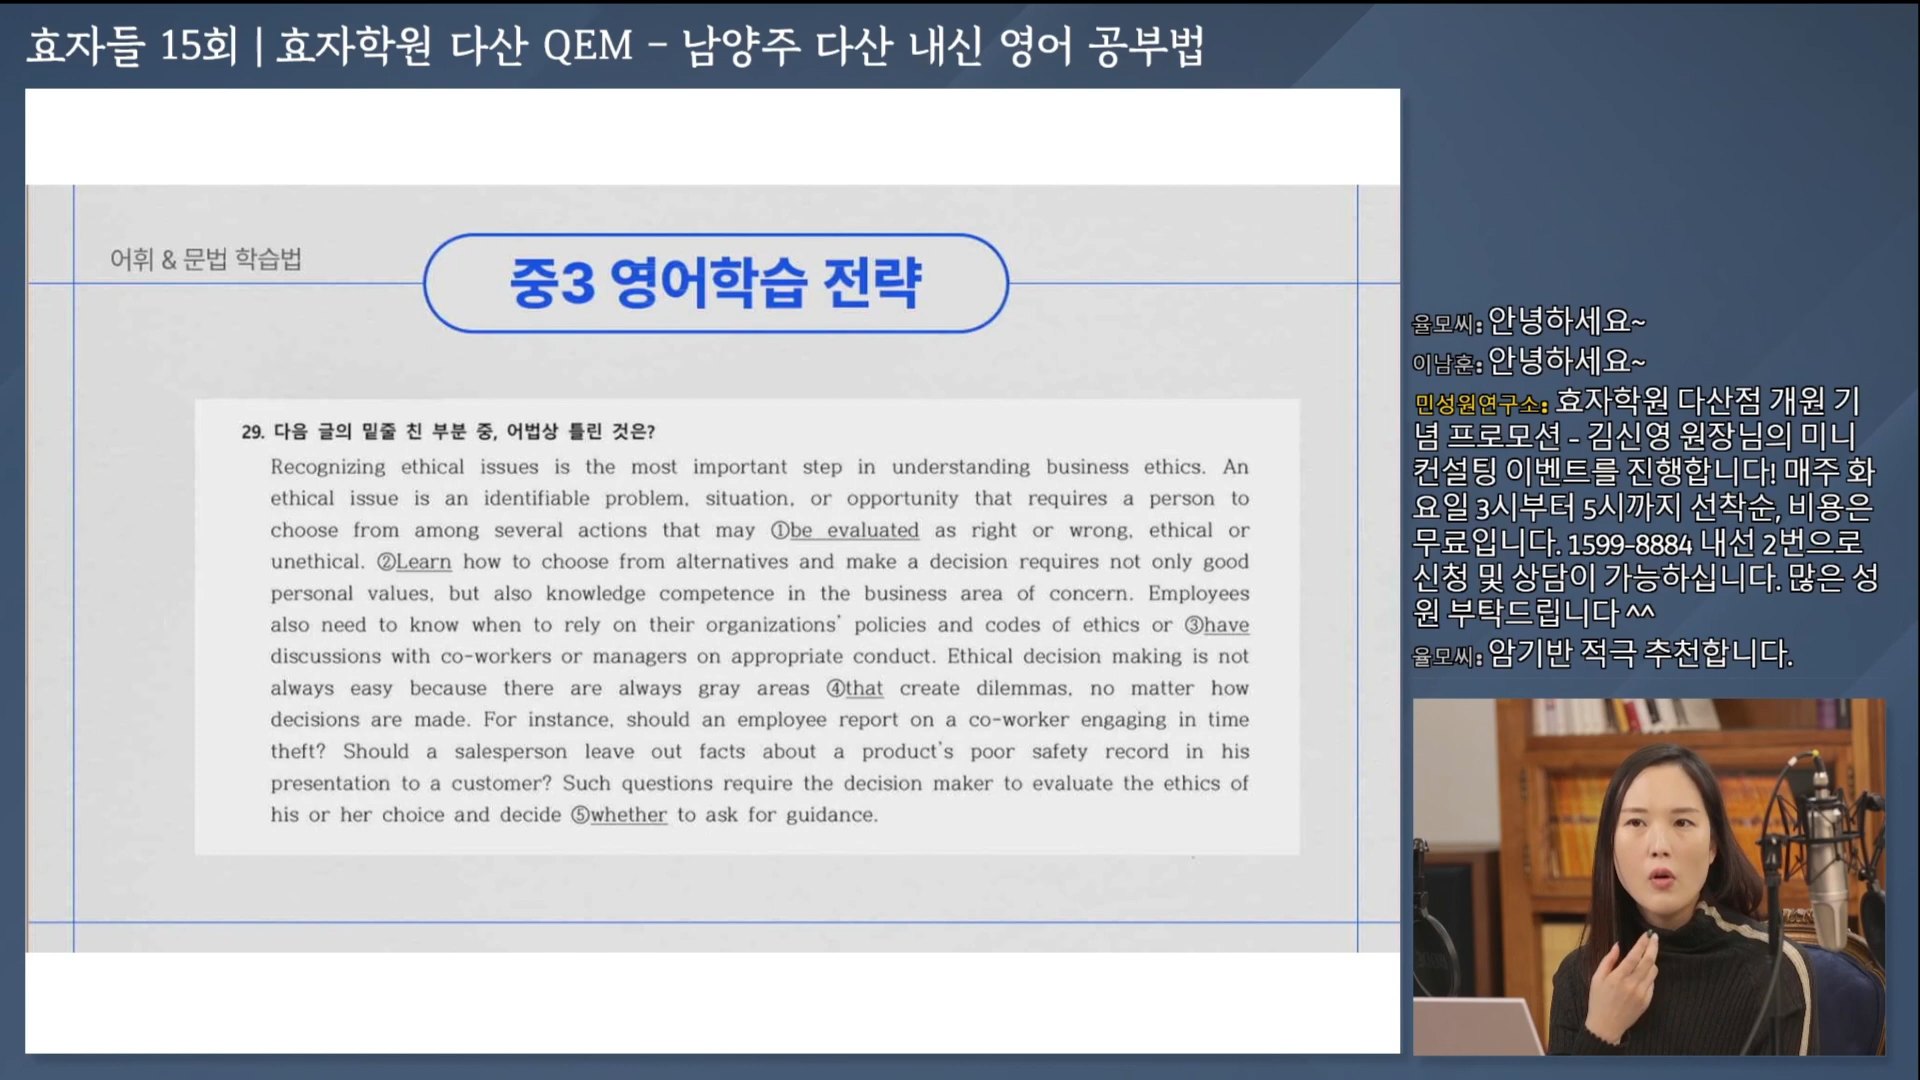 효자들 15회 | 효자학원 다산 QEM - 남양주 다산 내신 영어 공부법
어휘 & 문법 학습법
중3 영어학습 전략
29. 다음 글의 밑줄 친 부분 중, 어법상 틀린 것은?
Recognizing ethical issues is the most important step in understanding business ethics. An
ethical issue is an identifiable problem, situation, or opportunity that requires a person to
choose from among several actions that may ①be evaluated as right or wrong, ethical or
unethical. ②Learn how to choose from alternatives and make a decision requires not only good
personal values, but also knowledge competence in the business area of concern. Employees
also need to know when to rely on their organizations' policies and codes of ethics or ③have
discussions with co-workers or managers on appropriate conduct. Ethical decision making is not
always easy because there are always gray areas ④that create dilemmas, no matter how
decisions are made. For instance, should an employee report on a co-worker engaging in time
theft? Should a salesperson leave out facts about a product's poor safety record in his
presentation to a customer? Such questions require the decision maker to evaluate the ethics of
his or her choice and decide ⑤whether to ask for guidance.
율모씨: 안녕하세요~
이남훈: 안녕하세요~
민성원연구소: 효자학원 다산점 개원 기
념 프로모션 - 김신영 원장님의 미니
컨설팅 이벤트를 진행합니다! 매주 화
요일 3시부터 5시까지 선착순, 비용은
무료입니다. 1599-8884 내선 2번으로
신청 및 상담이 가능하십니다. 많은 성
원 부탁드립니다 ^^
율모씨: 암기반 적극 추천합니다.